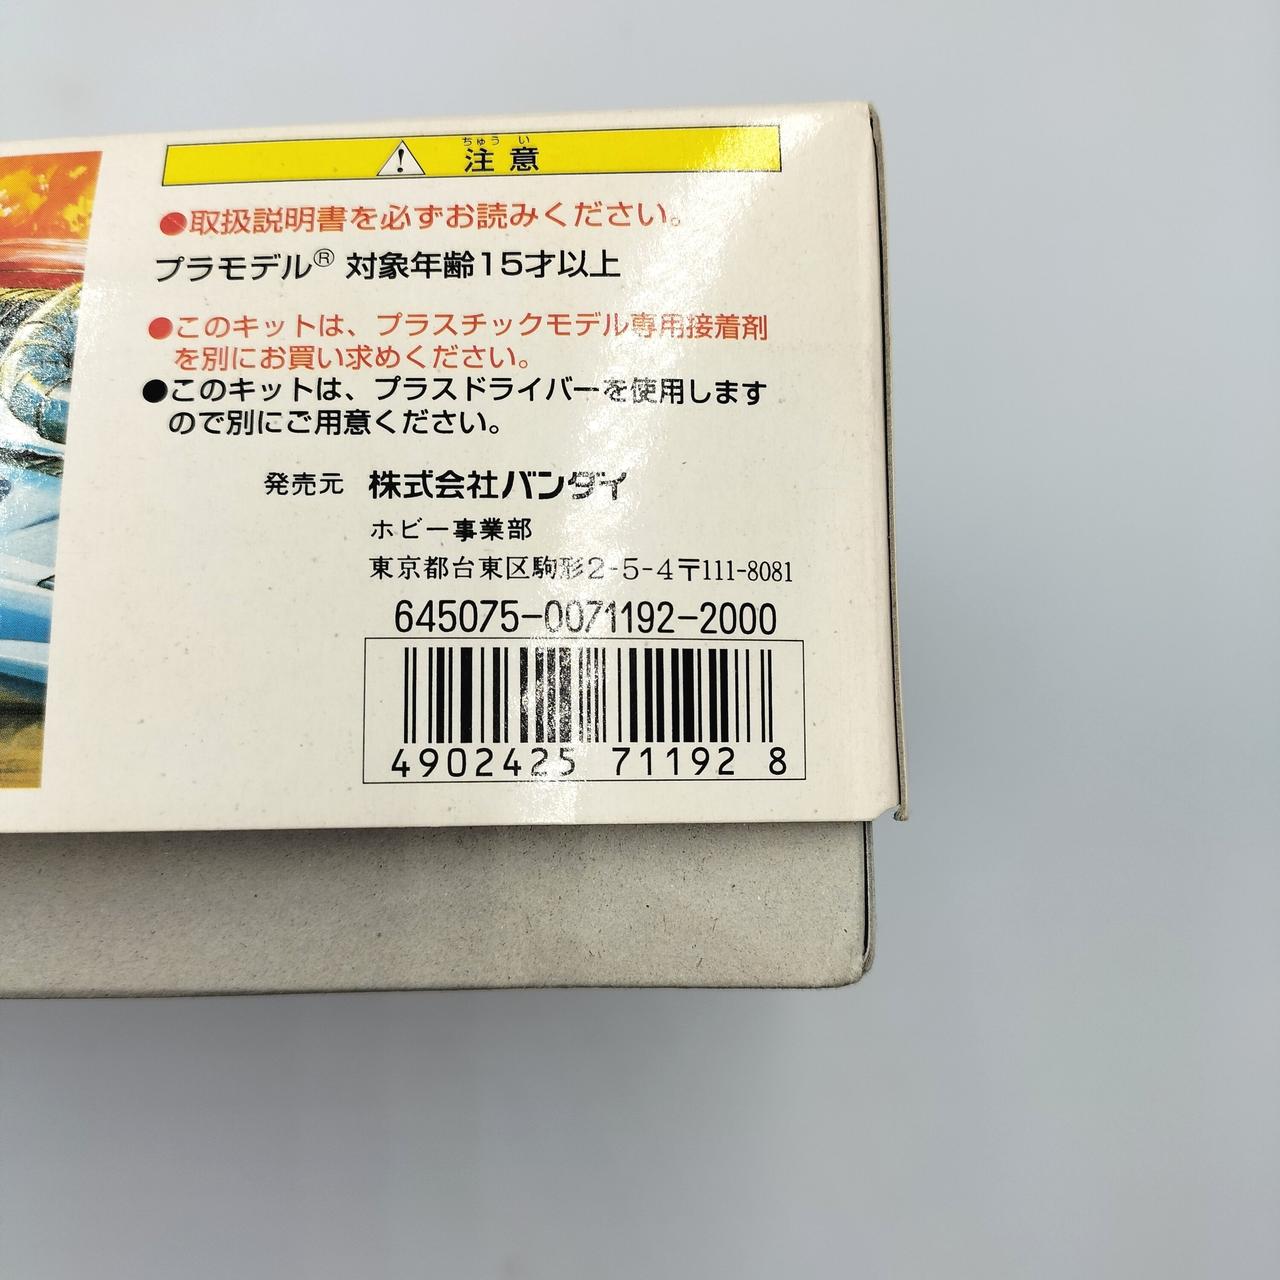 ちゅう い
注意
●取扱説明書を必ずお読みください。
プラモデル® 対象年齢15才以上
●このキットは、プラスチックモデル専用接着剤
を別にお買い求めください。
●このキットは、プラスドライバーを使用します
ので別にご用意ください。
発売元 株式会社バンダイ
ホビー事業部
東京都台東区駒形2-5-4〒111-8081
645075-0071192-2000
4902425 71192 8